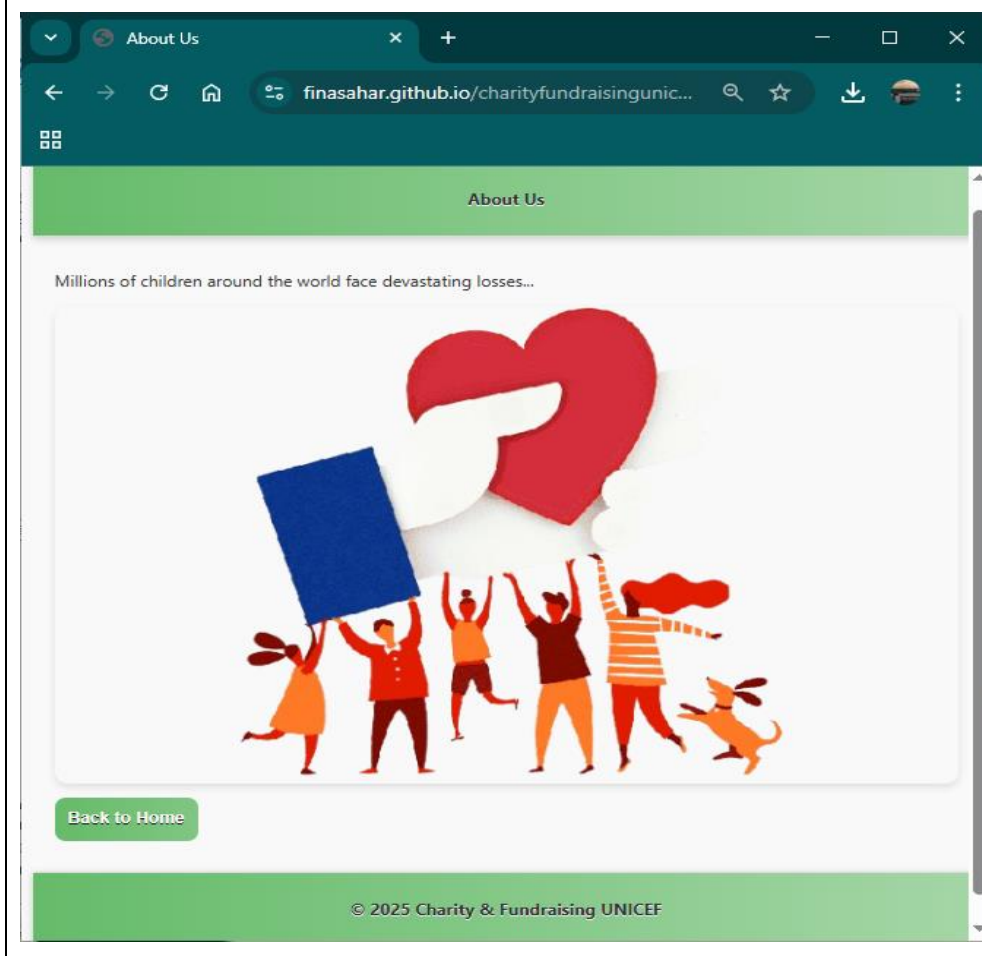 About Us
finasahar.github.io/charityfundraisingunic...
About Us
Millions of children around the world face devastating losses...
Back to Home
© 2025 Charity & Fundraising UNICEF